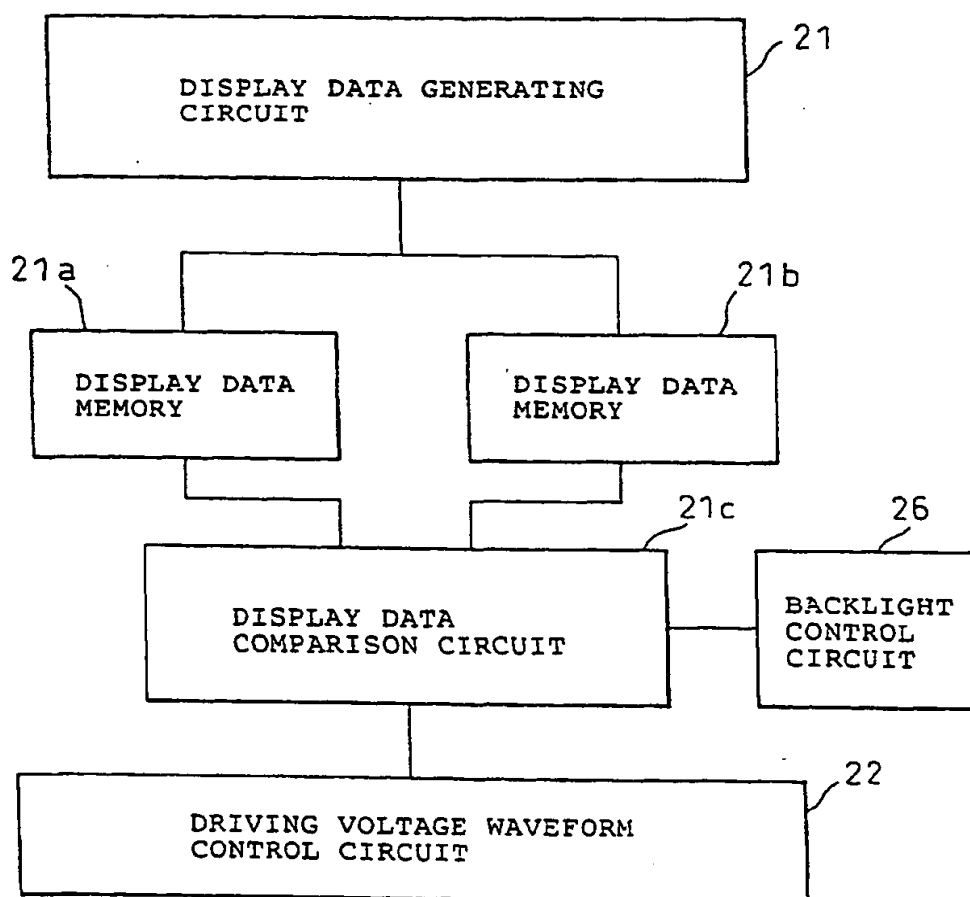 21
DISPLAY DATA GENERATING
CIRCUIT
21a
21b
DISPLAY DATA
MEMORY
DISPLAY DATA
MEMORY
21c
26
DISPLAY DATA
COMPARISON CIRCUIT
BACKLIGHT
CONTROL
CIRCUIT
22
DRIVING VOLTAGE WAVEFORM
CONTROL CIRCUIT